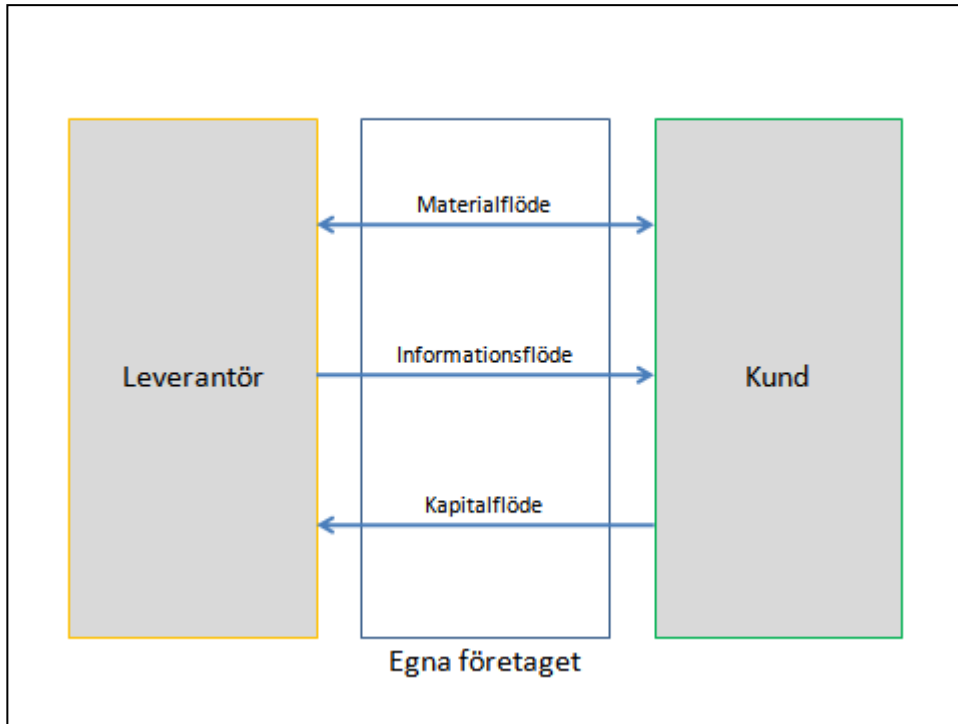 Materialflöde
Informationsflöde
Leverantör
Kund
Kapitalflöde
Egna företaget